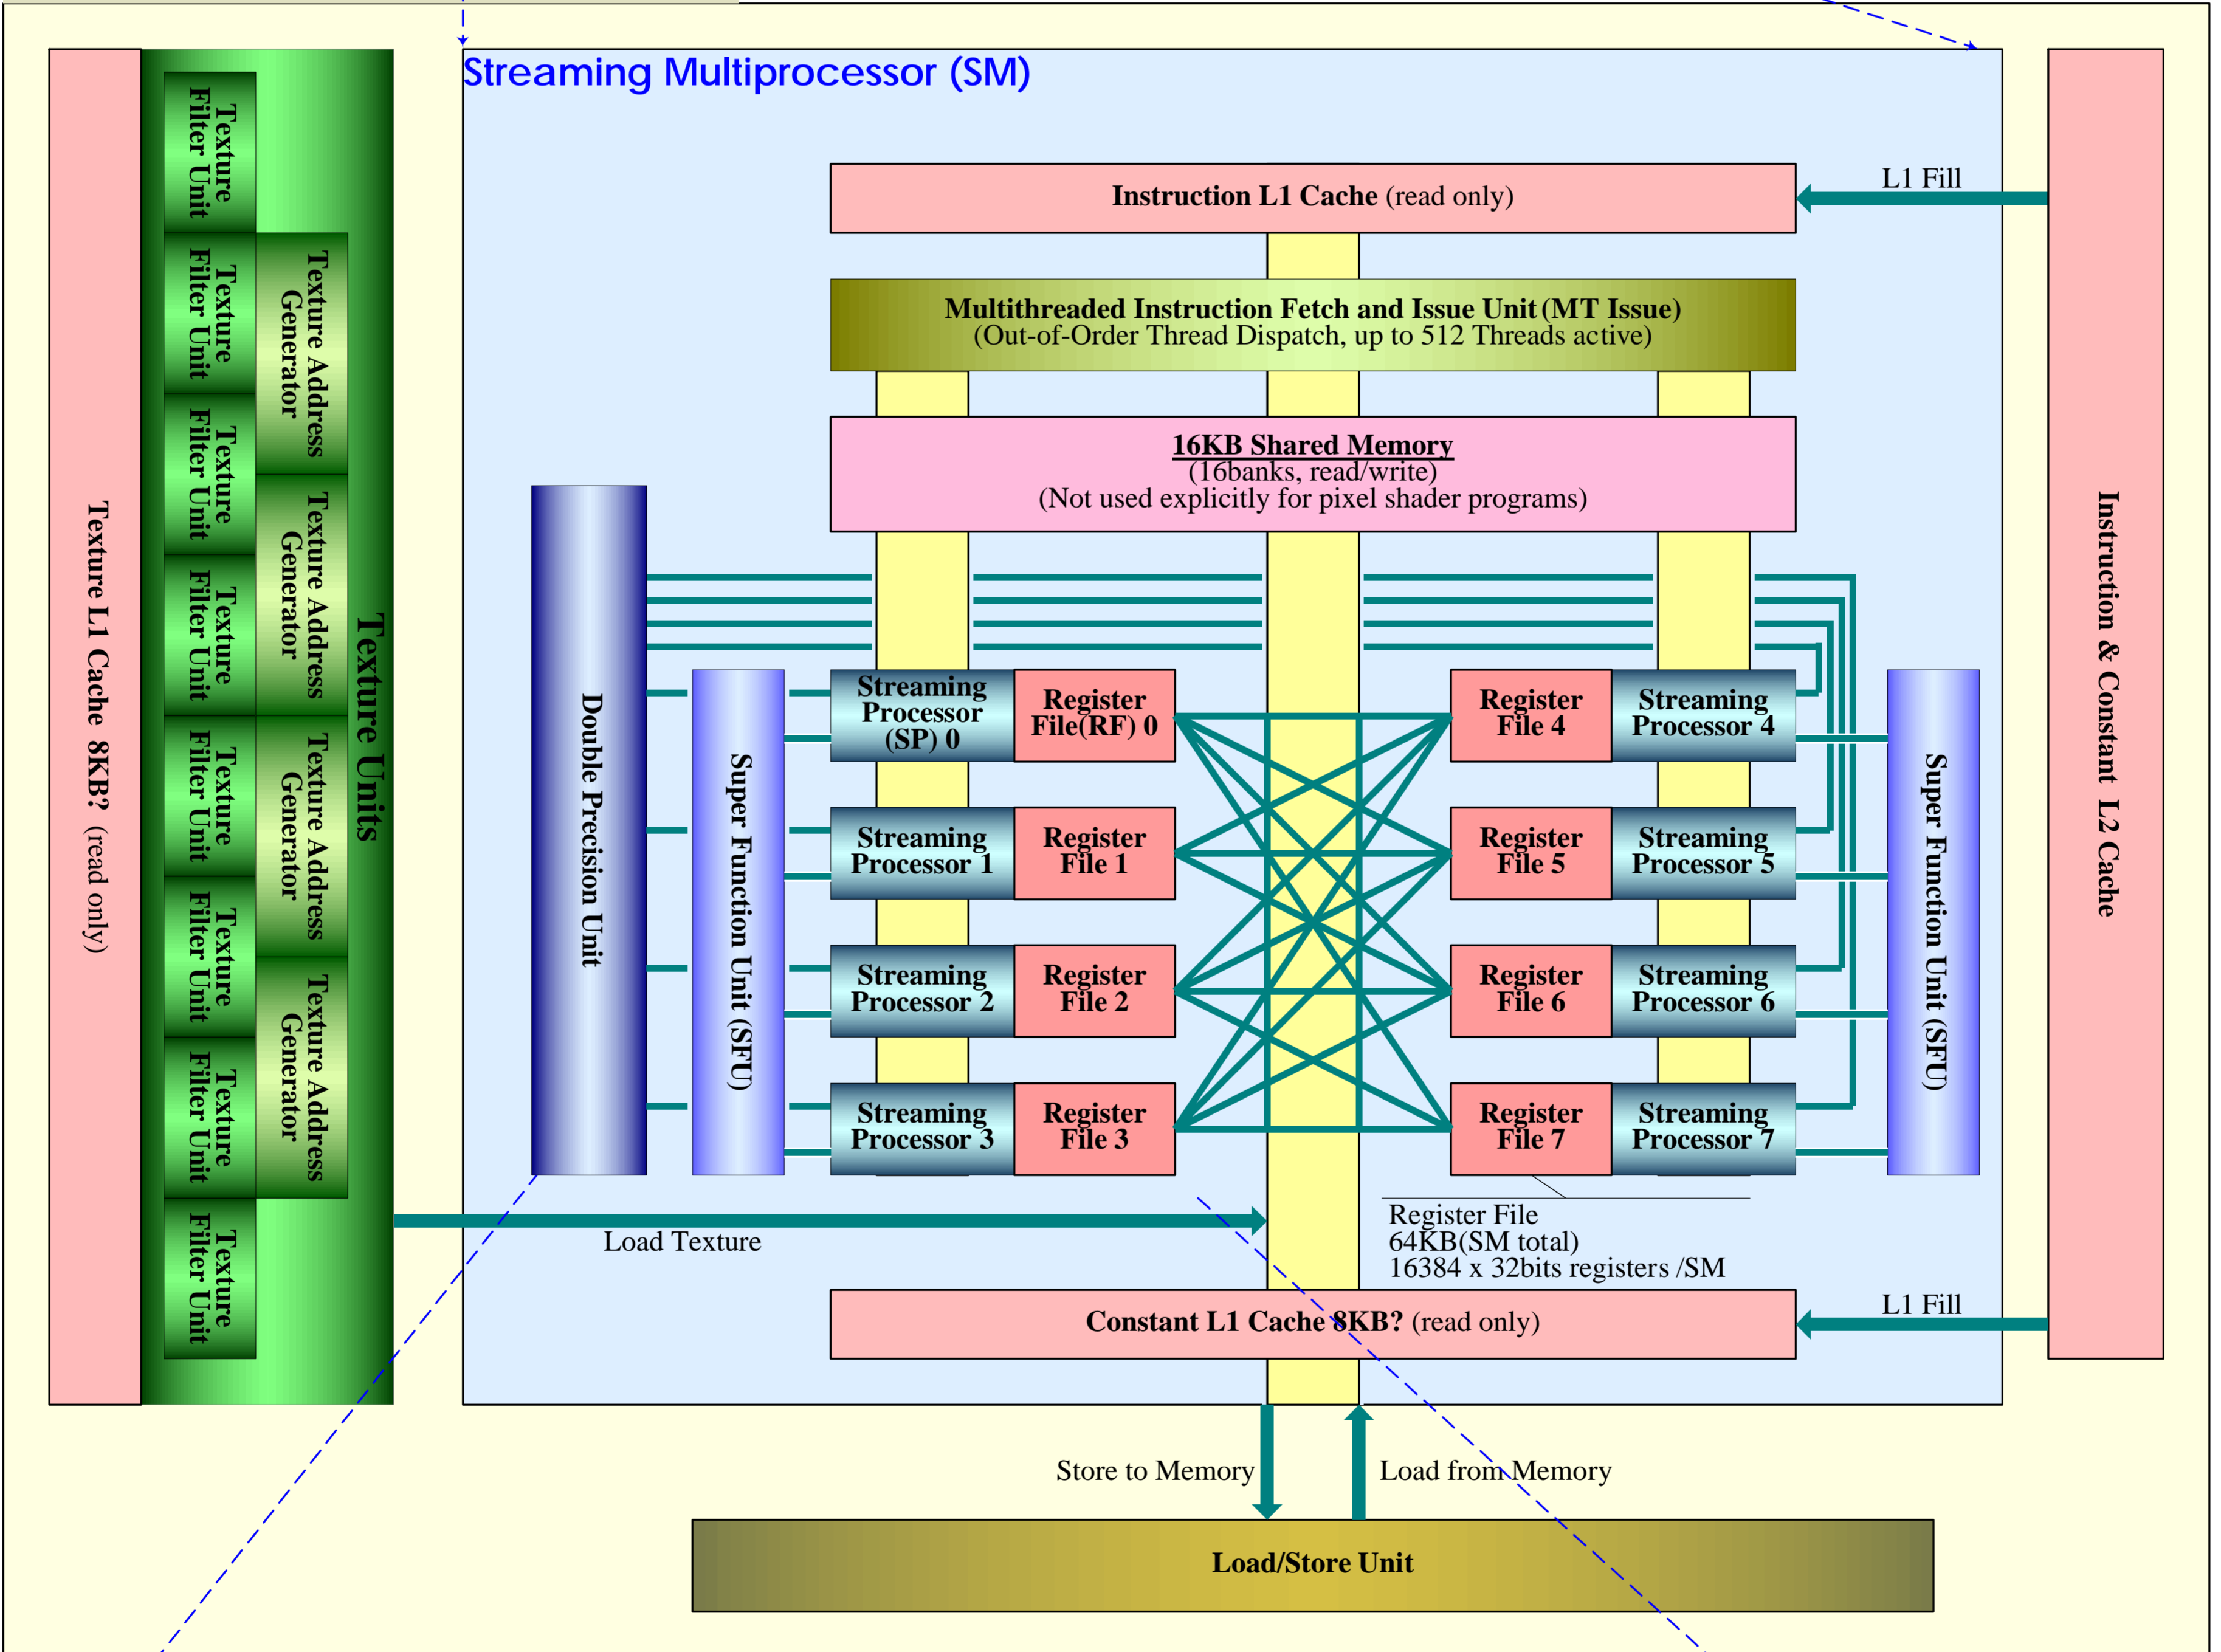 Streaming Multiprocessor (SM)
Instruction L1 Cache (read only)
L1 Fill
Multithreaded Instruction Fetch and Issue Unit (MT Issue)
(Out-of-Order Thread Dispatch, up to 512 Threads active)
16KB Shared Memory
(16banks, read/write)
(Not used explicitly for pixel shader programs)
Texture L1 Cache 8KB? (read only)
Texture
Filter Unit
Texture
Filter Unit
Texture
Filter Unit
Texture
Filter Unit
Texture
Filter Unit
Texture
Filter Unit
Texture
Filter Unit
Texture
Filter Unit
Texture Address
Generator
Texture Address
Generator
Texture Address
Generator
Texture Address
Generator
Texture Units
Double Precision Unit
Super Function Unit (SFU)
Streaming
Processor
(SP) 0
Register
File(RF) 0
Register
File 4
Streaming
Processor 4
Streaming
Processor 1
Register
File 1
Register
File 5
Streaming
Processor 5
Streaming
Processor 2
Register
File 2
Register
File 6
Streaming
Processor 6
Streaming
Processor 3
Register
File 3
Register
File 7
Streaming
Processor 7
Super Function Unit (SFU)
Instruction & Constant L2 Cache
Load Texture
Register File
64KB(SM total)
16384 x 32bits registers /SM
Constant L1 Cache 8KB? (read only)
L1 Fill
Store to Memory
Load from Memory
Load/Store Unit